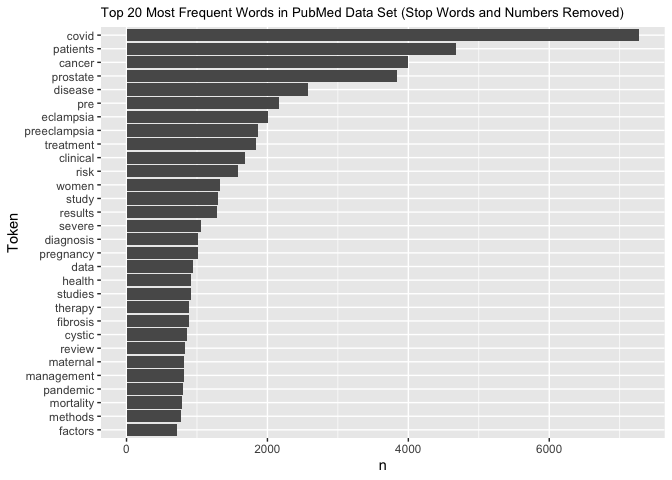 Top 20 Most Frequent Words in PubMed Data Set (Stop Words and Numbers Removed)
covid
patients
cancer
prostate
disease
pre
eclampsia
preeclampsia
treatment
clinical
risk
women
study
results
severe
diagnosis
pregnancy
data
health
studies
therapy
fibrosis
cystic
review
maternal
management
pandemic
mortality
methods
factors
Token
0 2000 4000 6000
n